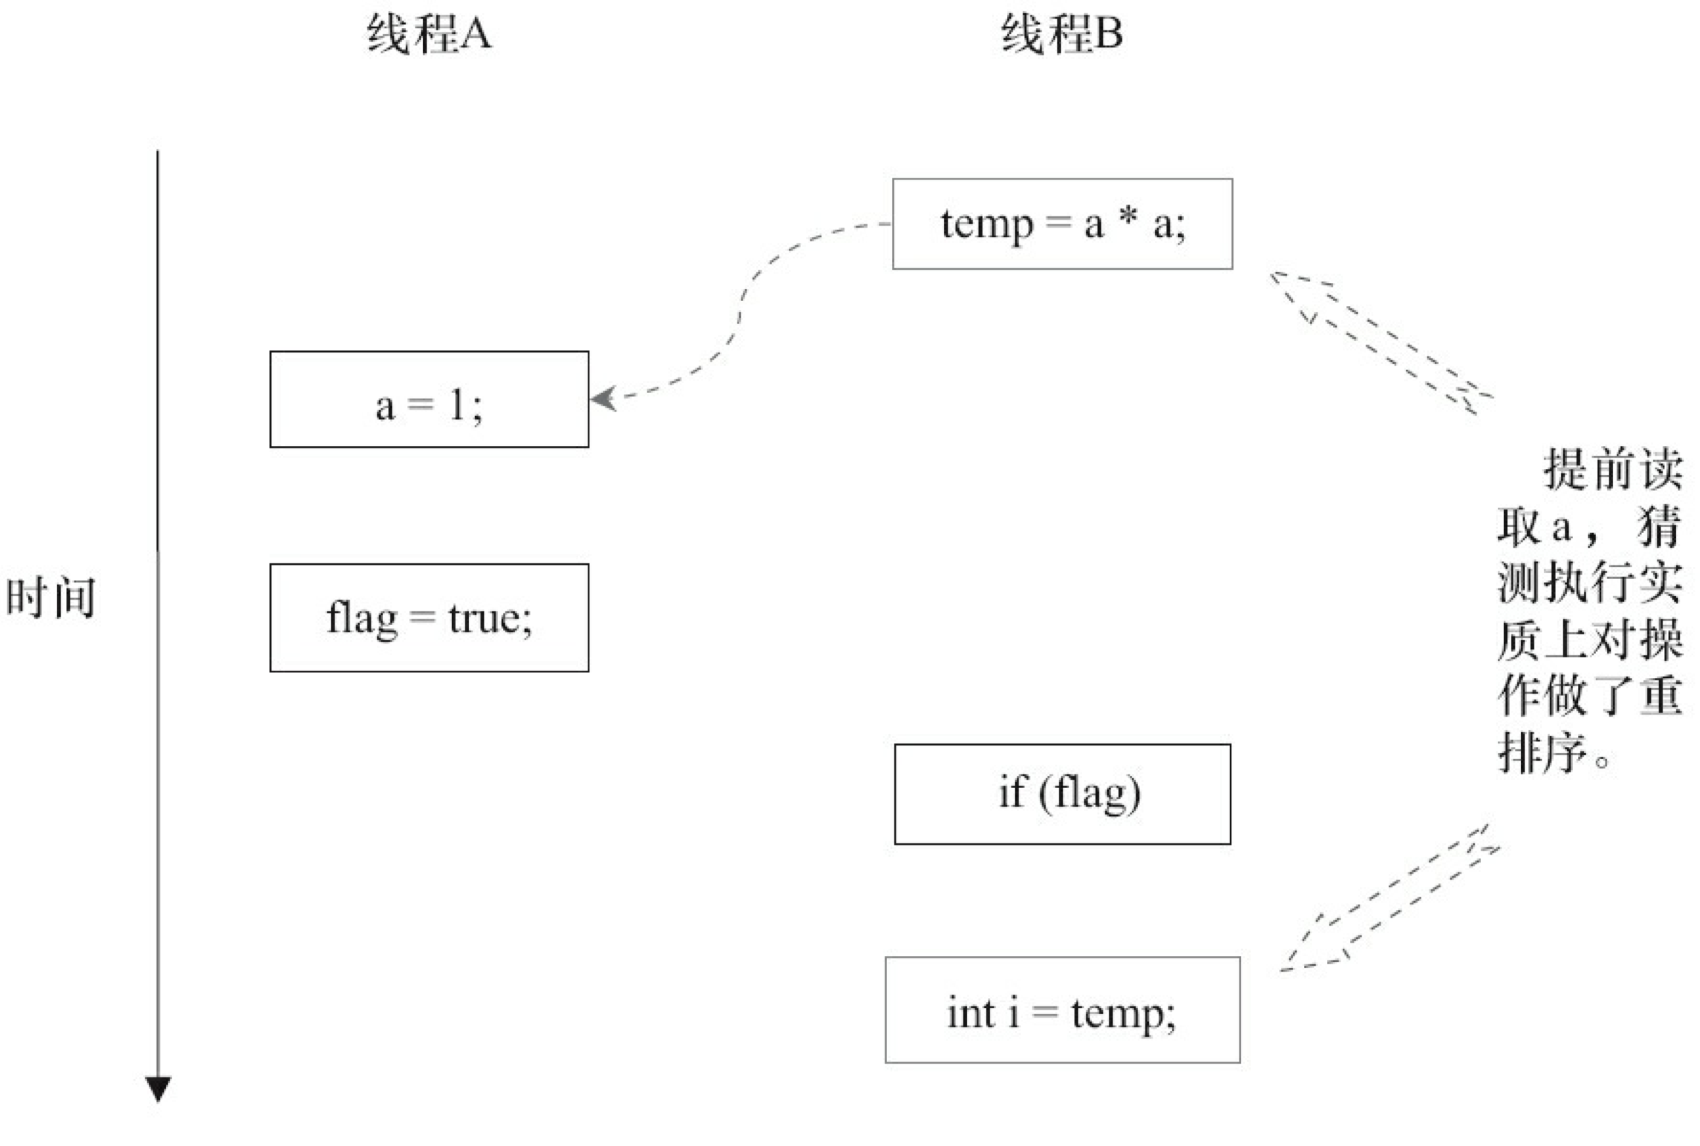 线程A
线程B
temp = a * a;
a = 1;
提前读
取a，猜
测执行实
质上对操
作做了重
排序。
时间
flag = true;
if (flag)
int i = temp;